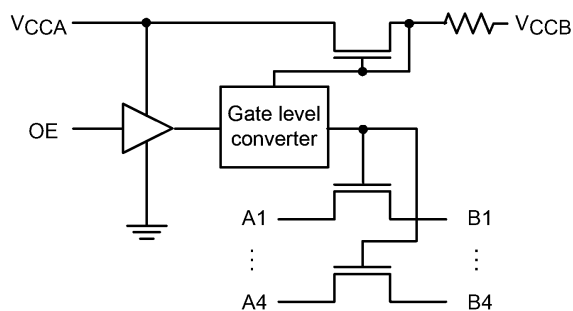 VCCA
VCCB
OE
Gate level
converter
A1
B1
A4
B4